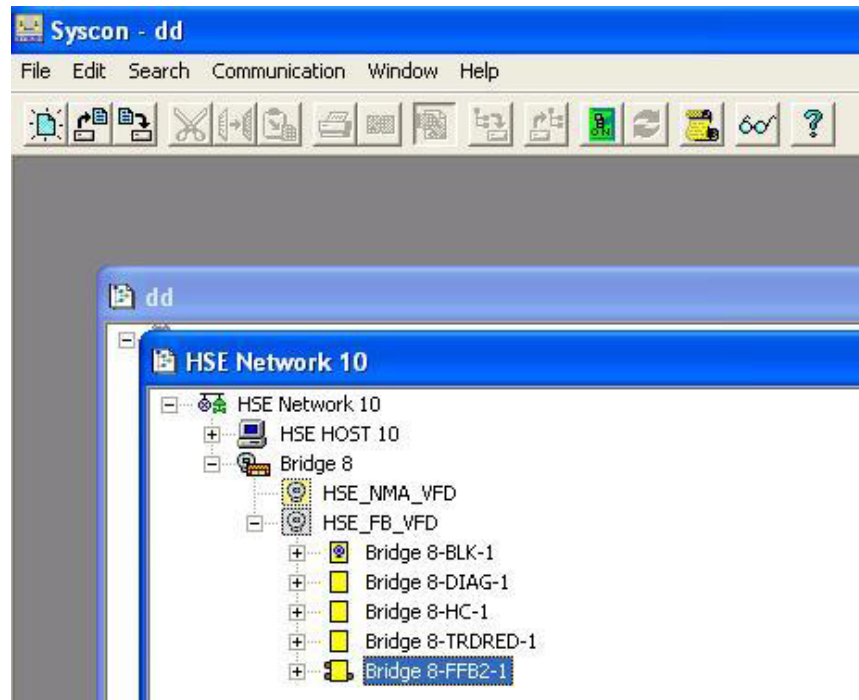 Syscon - dd
File Edit Search Communication Window Help
ON
?
dd
HSE Network 10
HSE Network 10
HSE HOST 10
Bridge 8
HSE_NMA_VFD
HSE_FB_VFD
Bridge 8-BLK-1
Bridge 8-DIAG-1
Bridge 8-HC-1
Bridge 8-TRDRED-1
Bridge 8-FFB2-1